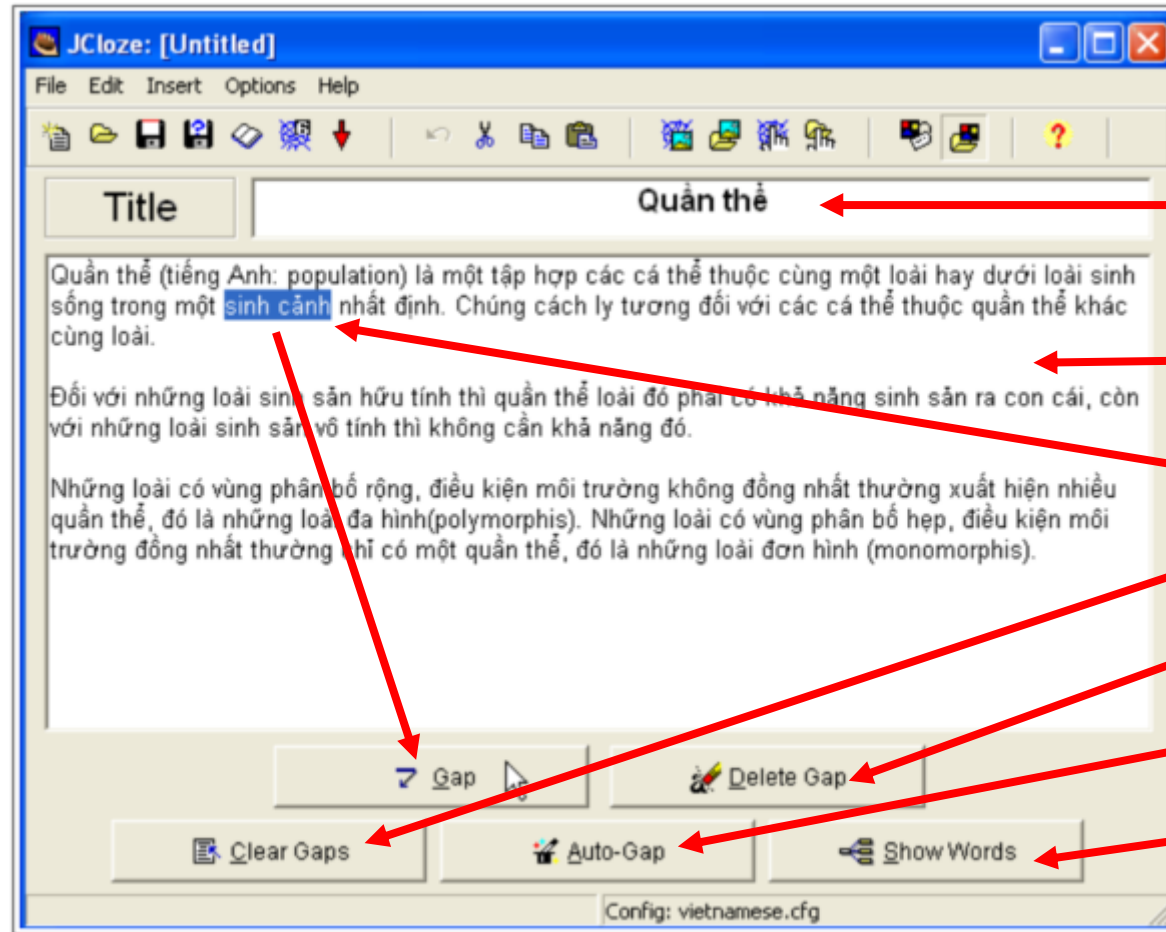 JCloze: [Untitled]
File Edit Insert Options Help
Title
Quần thể
Quần thể (tiếng Anh: population) là một tập hợp các cá thể thuộc cùng một loài hay dưới loài sinh
sống trong một sinh cảnh nhất định. Chúng cách ly tương đối với các cá thể thuộc quần thể khác
cùng loài.
Đối với những loài sinh sản hữu tính thì quần thể loài đó phải có khả năng sinh sản ra con cái, còn
với những loài sinh sản vô tính thì không cần khả năng đó.
Những loài có vùng phân bố rộng, điều kiện môi trường không đồng nhất thường xuất hiện nhiều
quần thể, đó là những loài đa hình(polymorphis). Những loài có vùng phân bố hẹp, điều kiện môi
trường đồng nhất thường chỉ có một quần thể, đó là những loài đơn hình (monomorphis).
Gap
Delete Gap
Clear Gaps
Auto-Gap
Show Words
Config: vietnamese.cfg